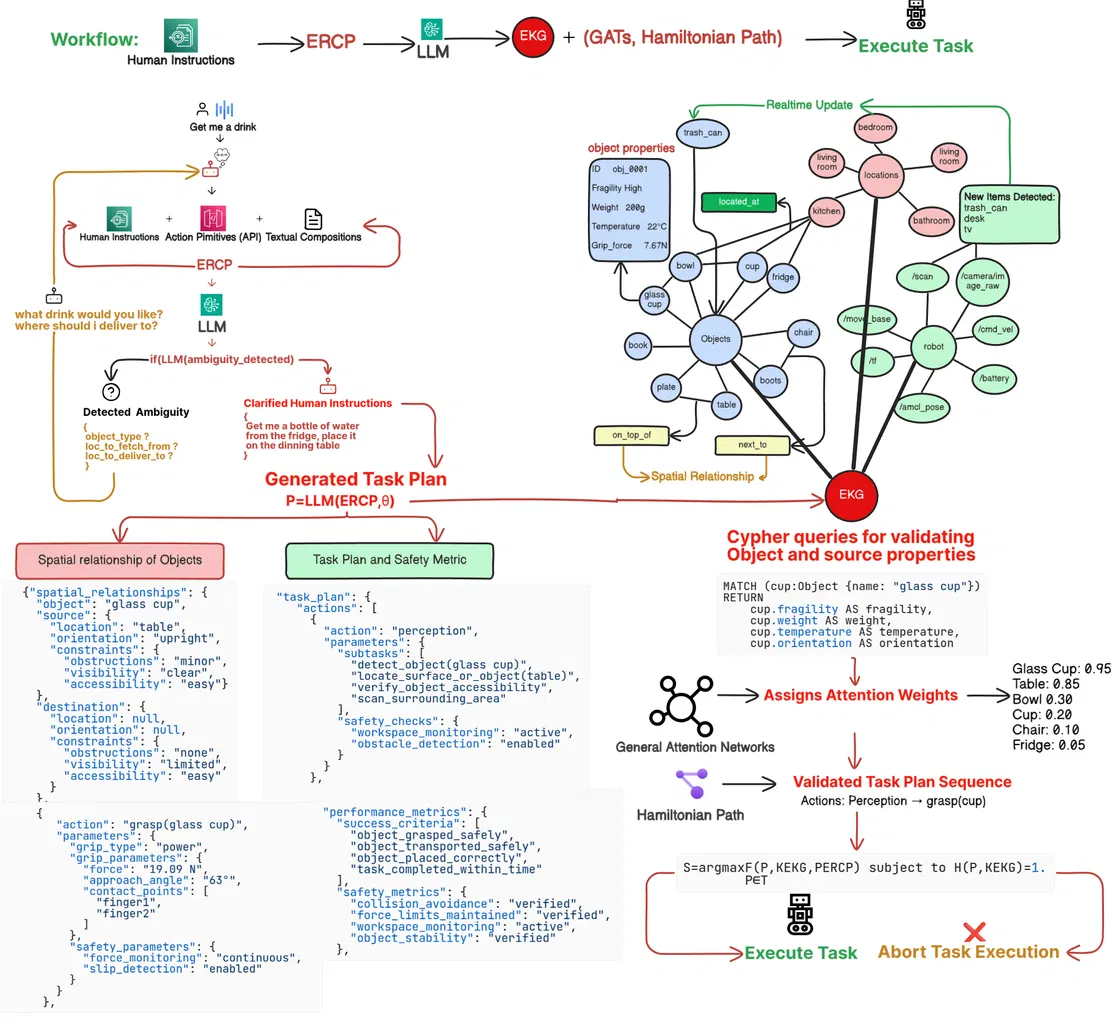 Workflow:
Human Instructions
ERCP
LLM
EKG
+ (GATs, Hamiltonian Path)
Execute Task
Get me a drink
Human Instructions
+
Action Pimitives (API)
+
Textual Compositions
ERCP
LLM
what drink would you like?
where should i deliver to?
if(LLM(ambiguity_detected)
?
Detected Ambiguity
{
object_type ?
loc_to_fetch_from ?
loc_to_deliver_to ?
}
Clarified Human Instructions
{
Get me a bottle of water
from the fridge, place it
on the dinning table
}
Generated Task Plan
P=LLM(ERCP,θ)
Realtime Update
trash_can
object properties
ID obj_0001
Fragility High
Weight 200g
Temperature 22°C
Grip_force 7.67N
located_at
bedroom
living
room
living
room
locations
kitchen
bathroom
New Items Detected:
trash_can
desk
tv
bowl
cup
fridge
glass
cup
book
Objects
chair
plate
table
boots
/scan
/camera/im
age_raw
/move_base
/cmd_vel
robot
/tf
/battery
/amcl_pose
on_top_of
next_to
Spatial Relationship
EKG
Spatial relationship of Objects
{"spatial_relationships": {
"object": "glass cup",
"source": {
"location": "table",
"orientation": "upright",
"constraints": {
"obstructions": "minor",
"visibility": "clear",
"accessibility": "easy"}
},
"destination": {
"location": null,
"orientation": null,
"constraints": {
"obstructions": "none",
"visibility": "limited",
"accessibility": "easy"
}
},
{
"action": "grasp(glass cup)",
"parameters": {
"grip_type": "power",
"grip_parameters": {
"force": "19.09 N",
"approach_angle": "63°",
"contact_points": [
"finger1",
"finger2"
]
},
"safety_parameters": {
"force_monitoring": "continuous",
"slip_detection": "enabled"
}
}
},
Task Plan and Safety Metric
"task_plan": {
"actions": [
{
"action": "perception",
"parameters": {
"subtasks": [
"detect_object(glass cup)",
"locate_surface_or_object(table)",
"verify_object_accessibility",
"scan_surrounding_area"
],
"safety_checks": {
"workspace_monitoring": "active",
"obstacle_detection": "enabled"
}
}
},
"performance_metrics": {
"success_criteria": [
"object_grasped_safely",
"object_transported_safely",
"object_placed_correctly",
"task_completed_within_time"
],
"safety_metrics": {
"collision_avoidance": "verified",
"force_limits_maintained": "verified",
"workspace_monitoring": "active",
"object_stability": "verified"
}
},
Cypher queries for validating
Object and source properties
MATCH (cup:Object {name: "glass cup"})
RETURN
cup.fragility AS fragility,
cup.weight AS weight,
cup.temperature AS temperature,
cup.orientation AS orientation
General Attention Networks
Assigns Attention Weights
Glass Cup: 0.95
Table: 0.85
Bowl 0.30
Cup: 0.20
Chair: 0.10
Fridge: 0.05
Hamiltonian Path
Validated Task Plan Sequence
Actions: Perception → grasp(cup)
S=argmaxF(P,KEKG,PERCP) subject to H(P,KEKG)=1.
P∈T
Execute Task
Abort Task Execution